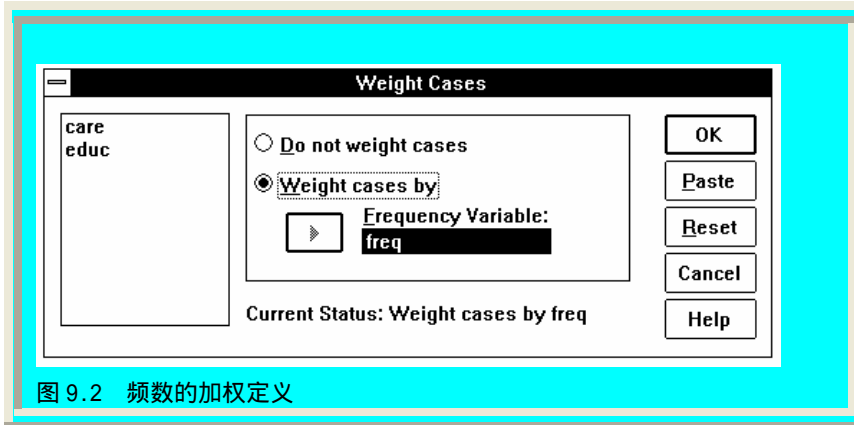 Weight Cases
care
educ
Do not weight cases
Weight cases by
Frequency Variable:
freq
Current Status: Weight cases by freq
OK
Paste
Reset
Cancel
Help
图 9.2 频数的加权定义